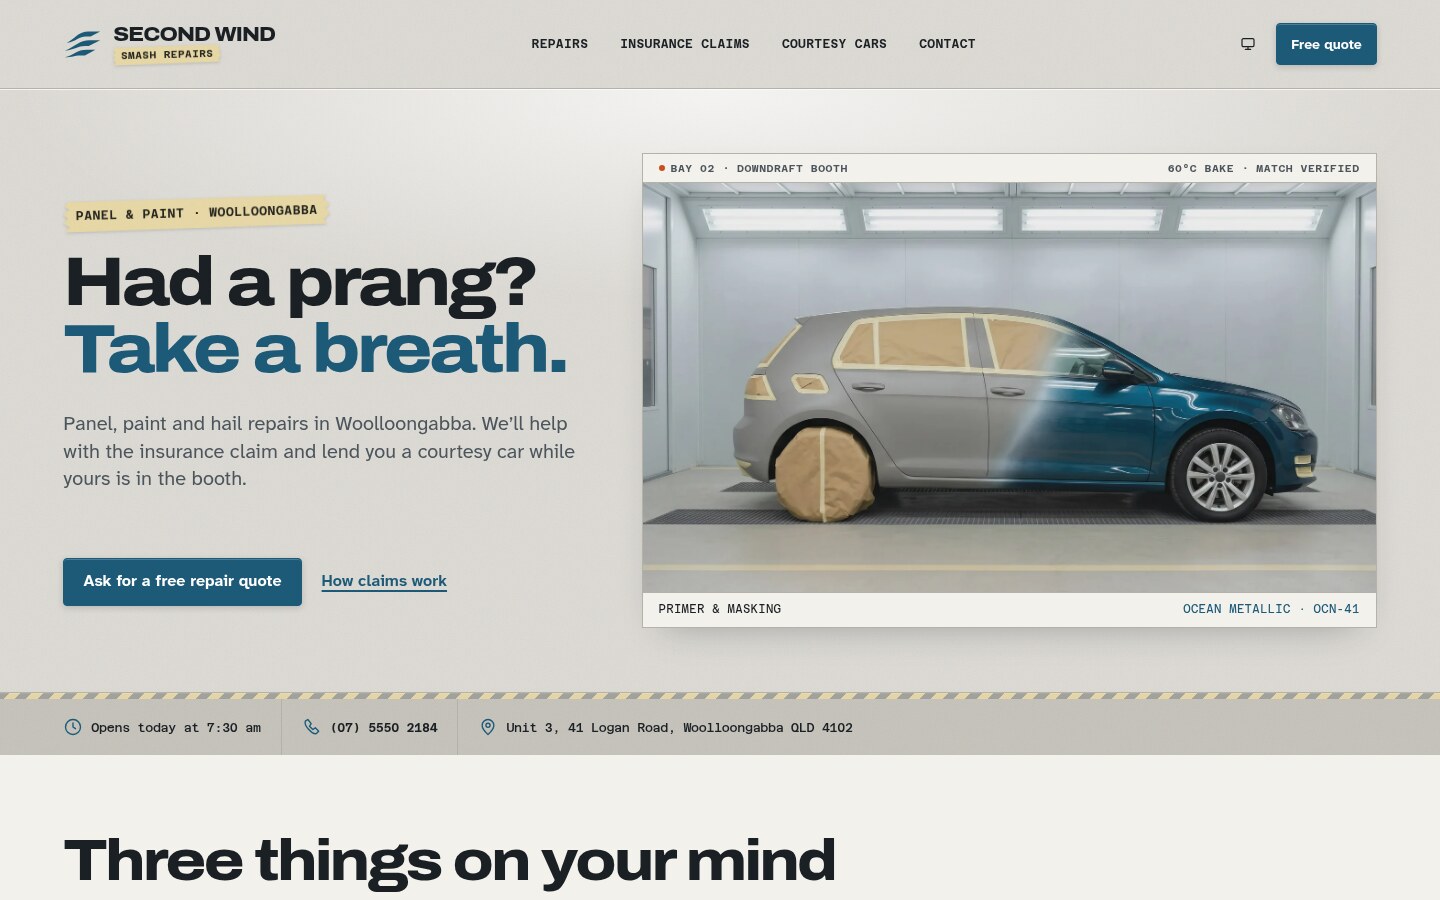 SECOND WIND
SMASH REPAIRS
REPAIRS
INSURANCE CLAIMS
COURTESY CARS
CONTACT
Free quote
PANEL & PAINT · WOOLLOONGABBA
Had a prang?
Take a breath.
Panel, paint and hail repairs in Woolloongabba. We'll help
with the insurance claim and lend you a courtesy car while
yours is in the booth.
Ask for a free repair quote
How claims work
BAY 02 · DOWNDRAFT BOOTH
60°C BAKE · MATCH VERIFIED
PRIMER & MASKING
OCEAN METALLIC · OCN-41
Opens today at 7:30 am
(07) 5550 2184
Unit 3, 41 Logan Road, Woolloongabba QLD 4102
Three things on your mind